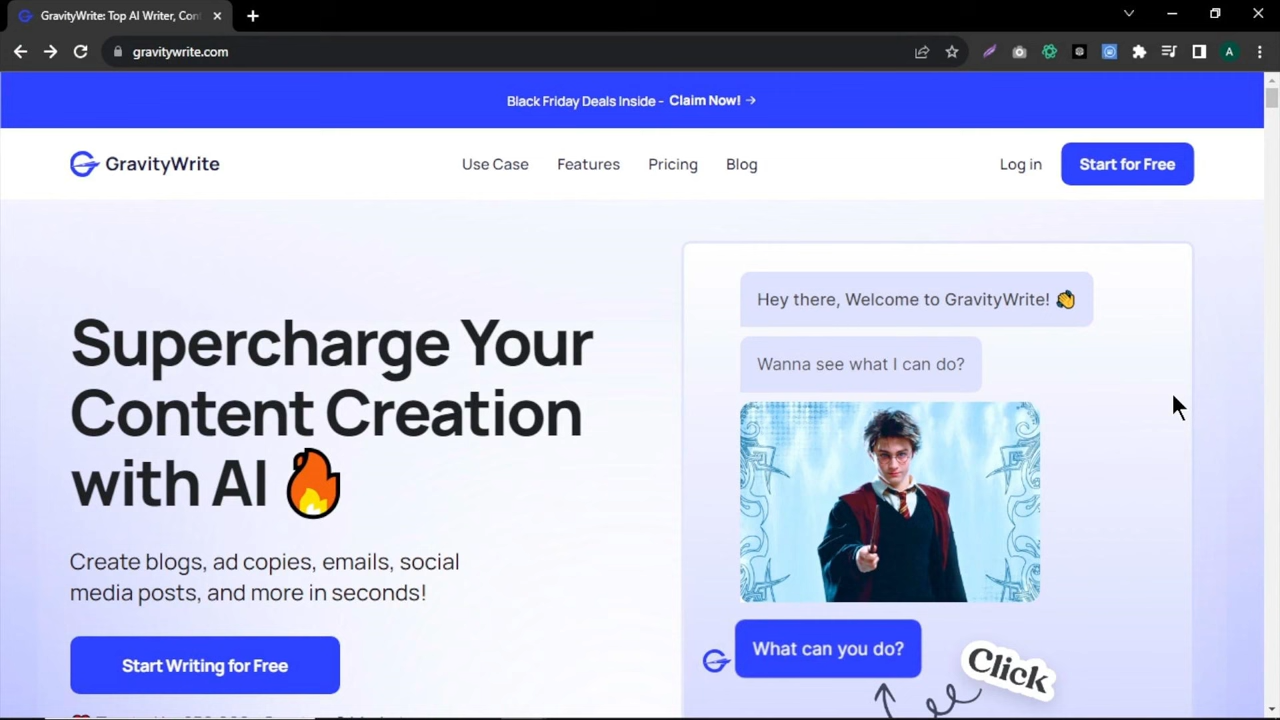 GravityWrite: Top AI Writer, Con
gravitywrite.com
A
Black Friday Deals Inside - Claim Now! →
GravityWrite
Use Case
Features
Pricing
Blog
Log in
Start for Free
Hey there, Welcome to GravityWrite! 👏
Wanna see what I can do?
Supercharge Your
Content Creation
with AI 🔥
Create blogs, ad copies, emails, social
media posts, and more in seconds!
What can you do?
Click
Start Writing for Free